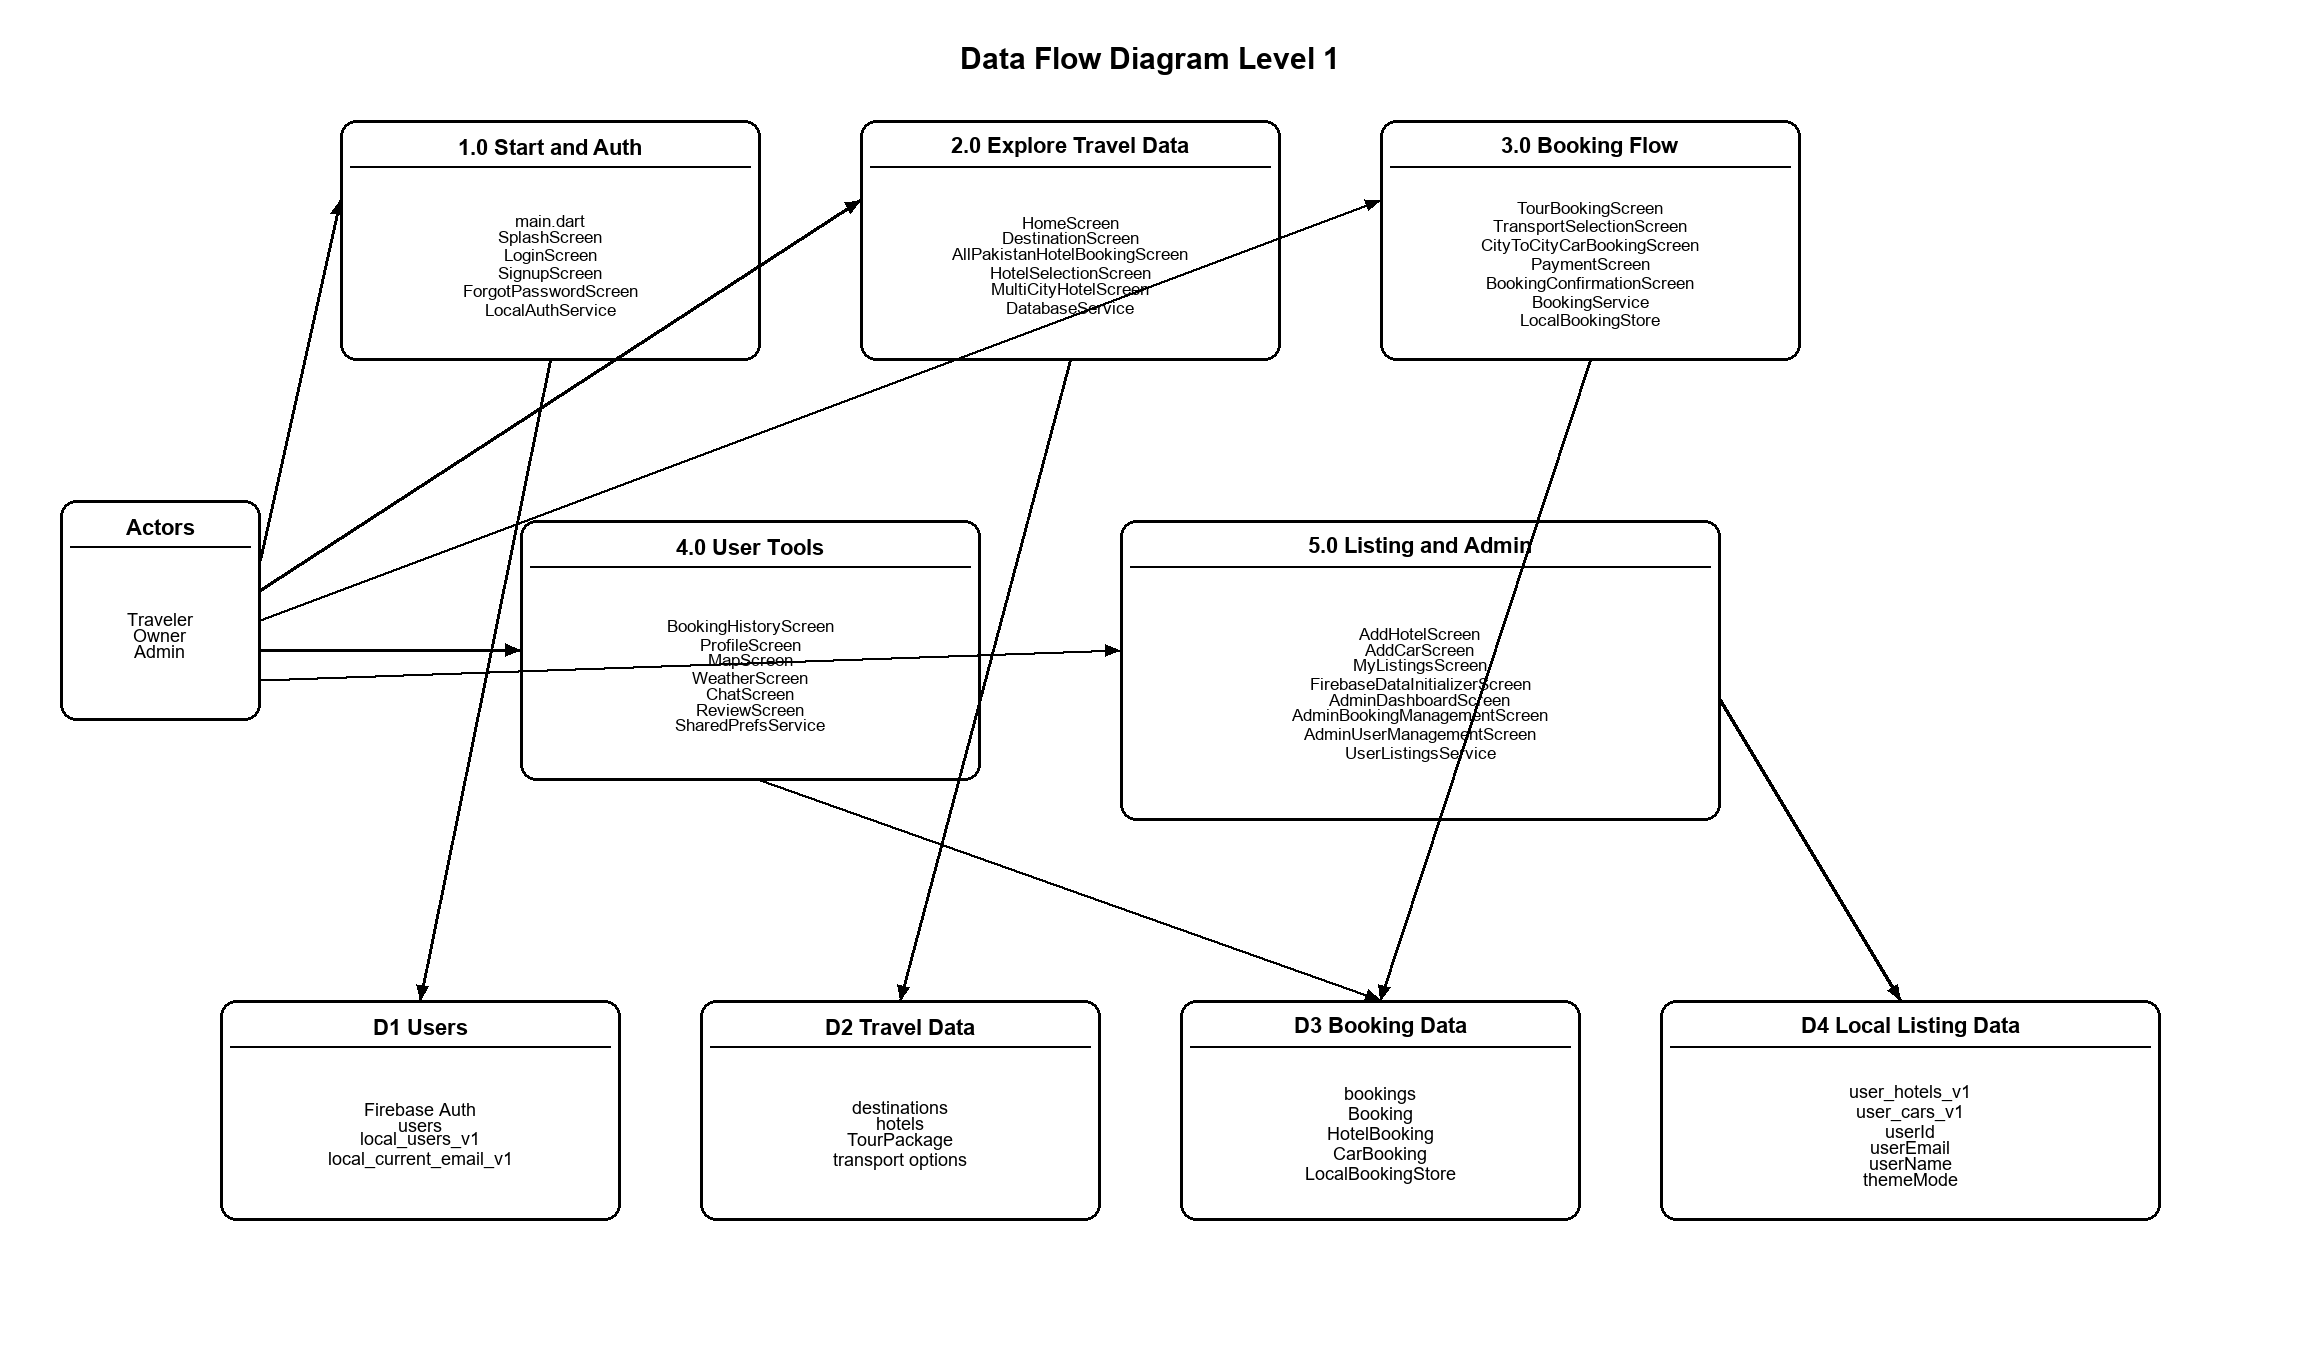 Data Flow Diagram Level 1
1.0 Start and Auth
main.dart
SplashScreen
LoginScreen
SignupScreen
ForgotPasswordScreen
LocalAuthService
2.0 Explore Travel Data
HomeScreen
DestinationScreen
AllPakistanHotelBookingScreen
HotelSelectionScreen
MultiCityHotelScreen
DatabaseService
3.0 Booking Flow
TourBookingScreen
TransportSelectionScreen
CityToCityCarBookingScreen
PaymentScreen
BookingConfirmationScreen
BookingService
LocalBookingStore
Actors
Traveler
Owner
Admin
4.0 User Tools
BookingHistoryScreen
ProfileScreen
MapScreen
WeatherScreen
ChatScreen
ReviewScreen
SharedPrefsService
5.0 Listing and Admin
AddHotelScreen
AddCarScreen
MyListingsScreen
FirebaseDataInitializerScreen
AdminDashboardScreen
AdminBookingManagementScreen
AdminUserManagementScreen
UserListingsService
D1 Users
Firebase Auth
users
local_users_v1
local_current_email_v1
D2 Travel Data
destinations
hotels
TourPackage
transport options
D3 Booking Data
bookings
Booking
HotelBooking
CarBooking
LocalBookingStore
D4 Local Listing Data
user_hotels_v1
user_cars_v1
userId
userEmail
userName
themeMode